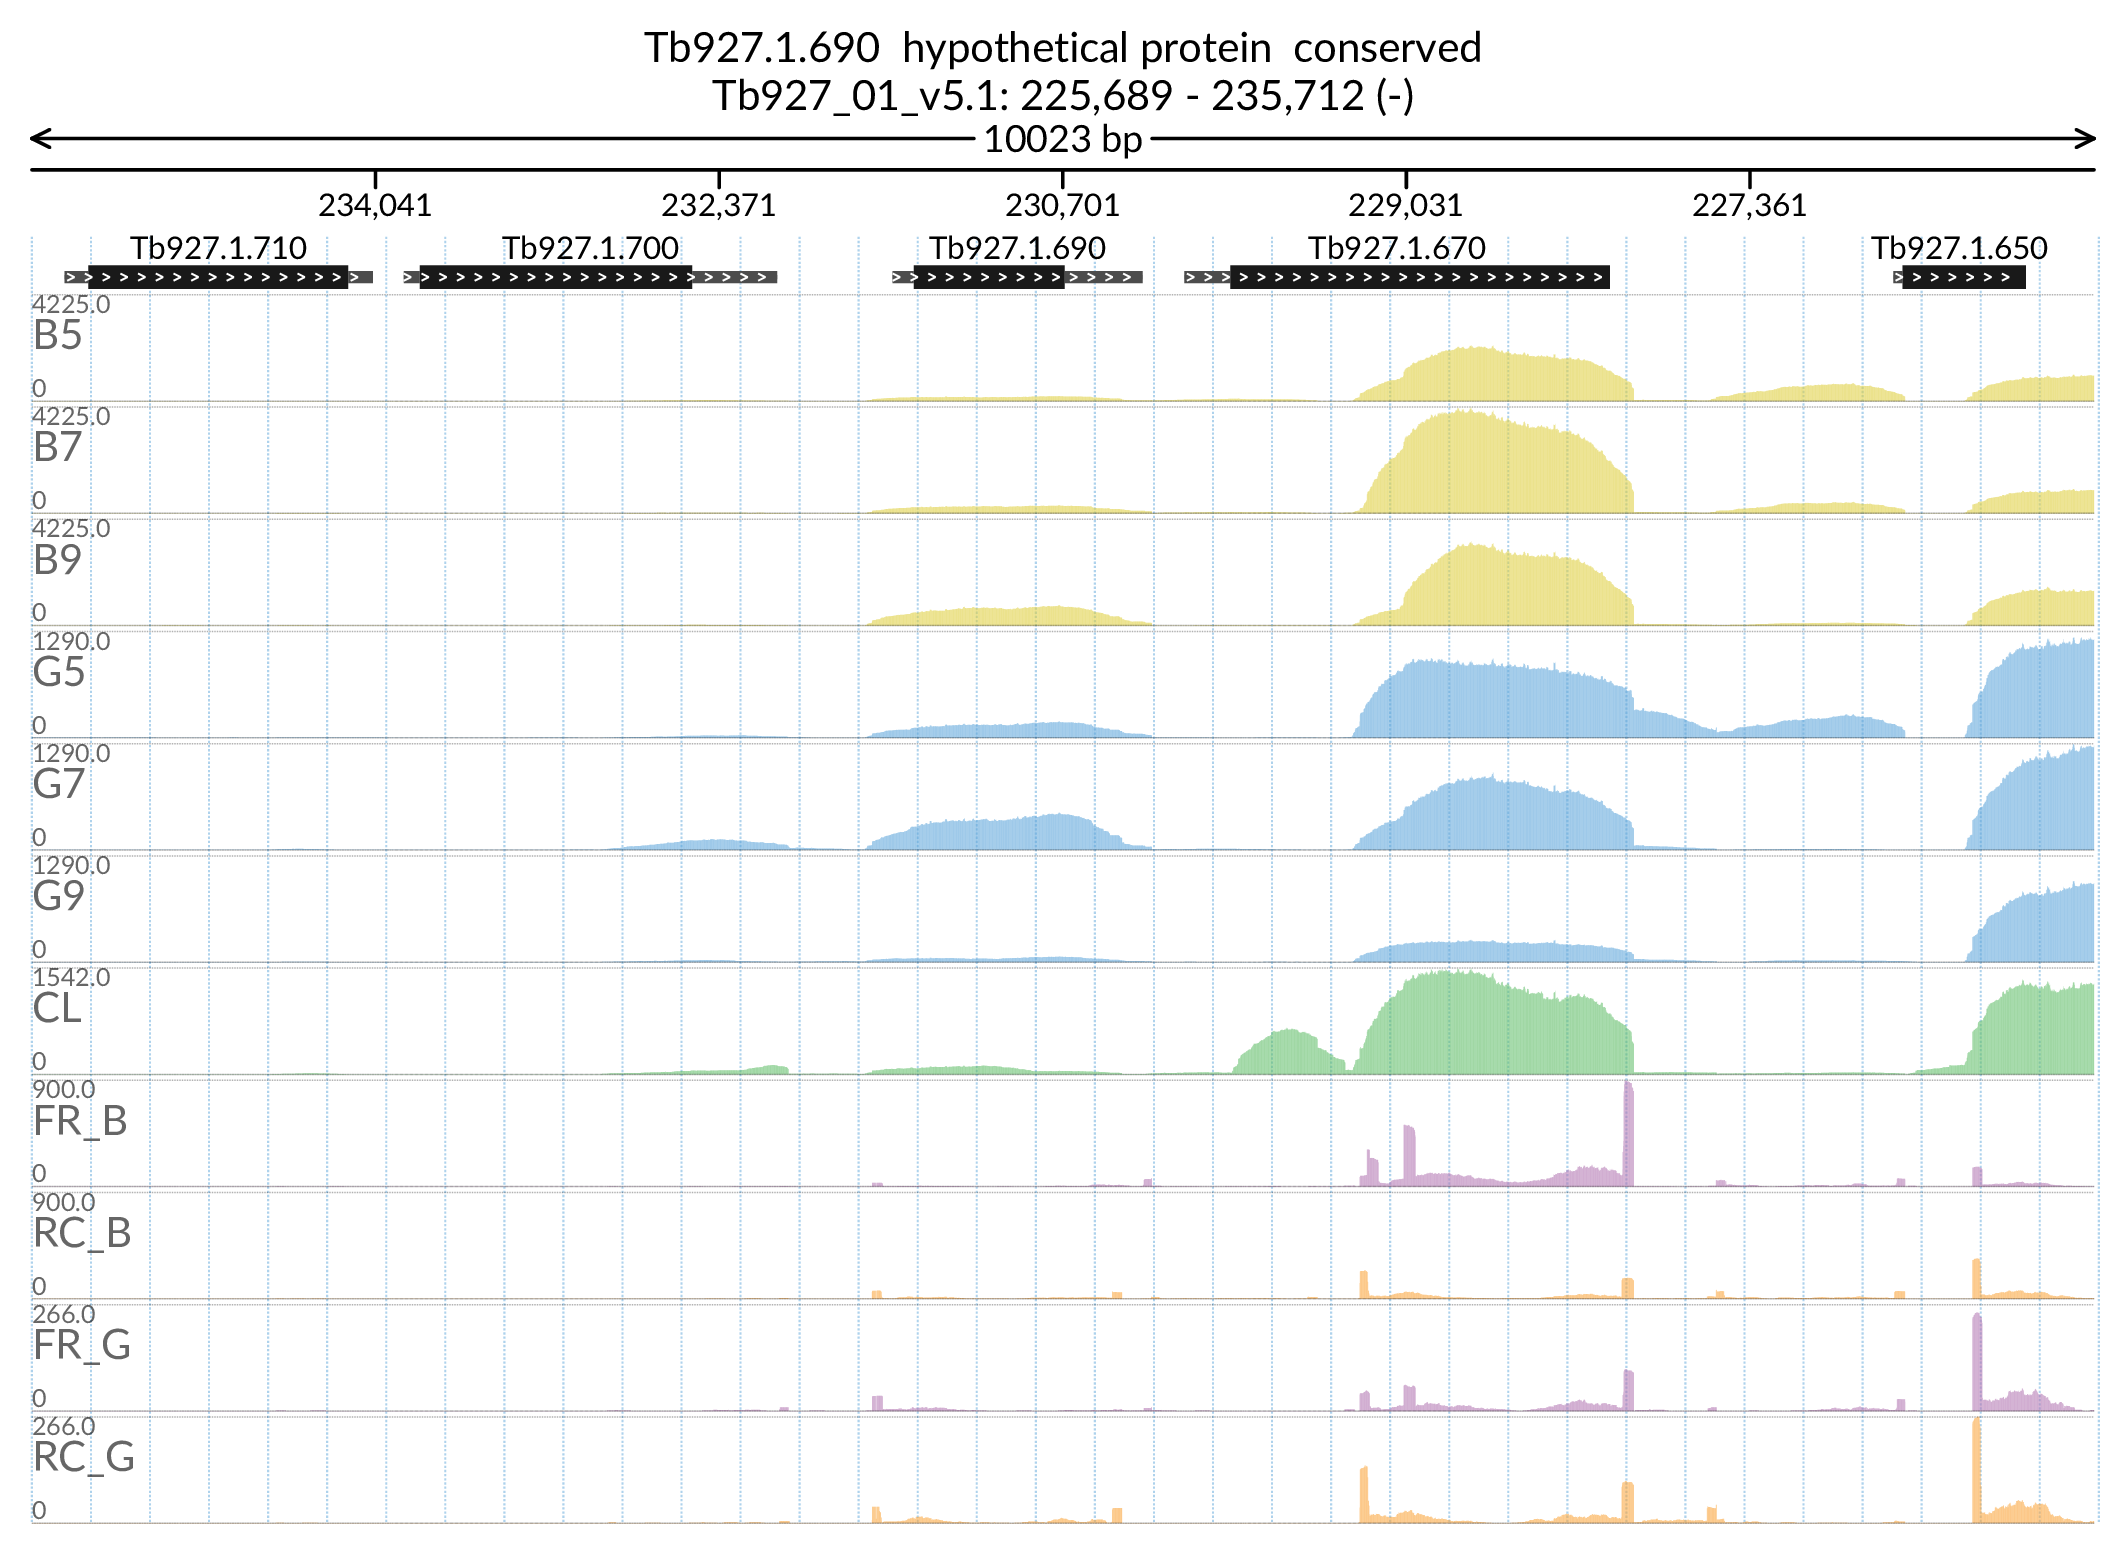 Tb927.1.690  hypothetical protein  conserved
Tb927_01_v5.1: 225,689 - 235,712 (-)
10023 bp
234,041 232,371 230,701 229,031 227,361
Tb927.1.710 Tb927.1.700 Tb927.1.690 Tb927.1.670 Tb927.1.650
4225.0
B5
0
4225.0
B7
0
4225.0
B9
0
1290.0
G5
0
1290.0
G7
0
1290.0
G9
0
1542.0
CL
0
900.0
FR_B
0
900.0
RC_B
0
266.0
FR_G
0
266.0
RC_G
0